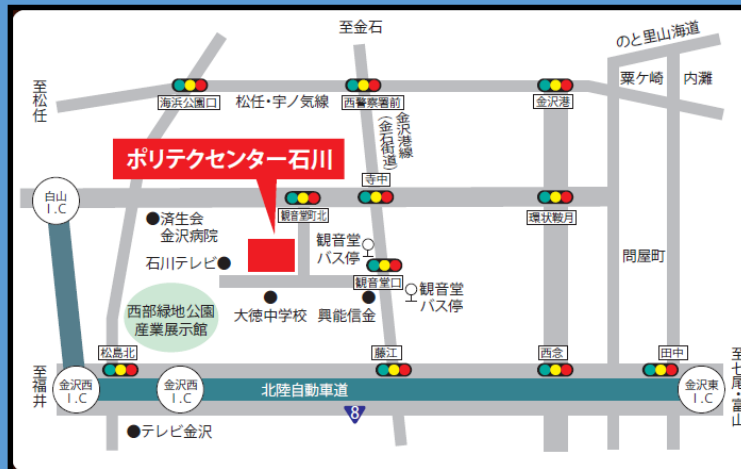 至金石
のと里山海道
粟ケ崎
内灘
至松任
海浜公園口
松任・宇ノ気線
西警察署前
金沢港
金沢港線
(金石街道)
ポリテクセンター石川
寺中
白山
I.C
観音堂町北
環状鞍月
済生会
金沢病院
観音堂
バス停
石川テレビ
観音堂口
問屋町
観音堂
バス停
西部緑地公園
産業展示館
大徳中学校
興能信金
松島北
藤江
西念
田中
至福井
至七尾・富山
金沢西
I.C
金沢西
I.C
北陸自動車道
金沢東
I.C
8
テレビ金沢